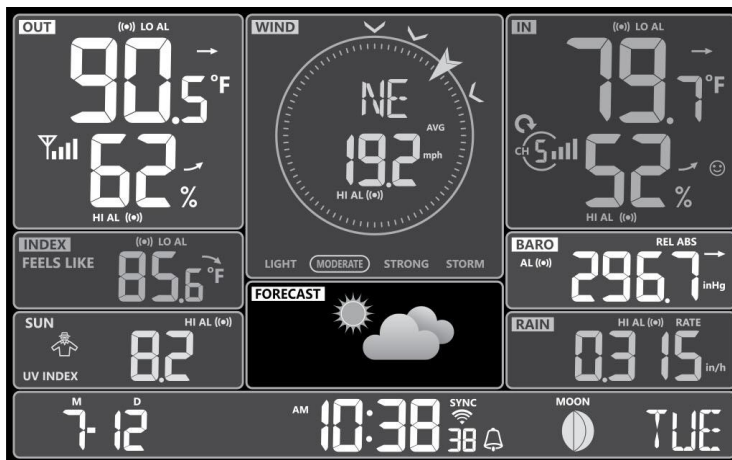 OUT
((•)) LO AL
90.5 °F
62 %
HI AL ((•))
WIND
NE
AVG
19.2 mph
HI AL ((•))
LIGHT MODERATE STRONG STORM
IN
((•)) LO AL
79.7 °F
CH 5
52 %
HI AL ((•))
INDEX
((•)) LO AL
FEELS LIKE
85.6 °F
BARO
REL ABS
AL ((•))
296.7 inHg
SUN
HI AL ((•))
8.2
UV INDEX
FORECAST
RAIN
HI AL ((•)) RATE
0.315 in/h
M D
7-12
AM 10:38 SYNC
38
MOON
TUE